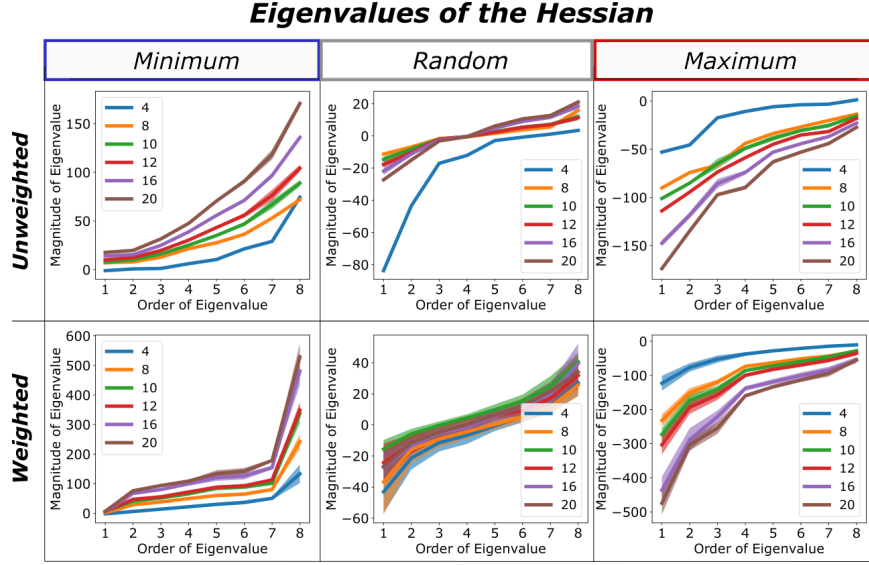 Eigenvalues of the Hessian
Minimum
Random
Maximum
Unweighted
Magnitude of Eigenvalue
150
100
50
0
4
8
10
12
16
20
1 2 3 4 5 6 7 8
Order of Eigenvalue
Magnitude of Eigenvalue
20
0
−20
−40
−60
−80
4
8
10
12
16
20
1 2 3 4 5 6 7 8
Order of Eigenvalue
Magnitude of Eigenvalue
0
−50
−100
−150
4
8
10
12
16
20
1 2 3 4 5 6 7 8
Order of Eigenvalue
Weighted
Magnitude of Eigenvalue
600
500
400
300
200
100
0
4
8
10
12
16
20
1 2 3 4 5 6 7 8
Order of Eigenvalue
Magnitude of Eigenvalue
40
20
0
−20
−40
−60
4
8
10
12
16
20
1 2 3 4 5 6 7 8
Order of Eigenvalue
Magnitude of Eigenvalue
0
−100
−200
−300
−400
−500
4
8
10
12
16
20
1 2 3 4 5 6 7 8
Order of Eigenvalue